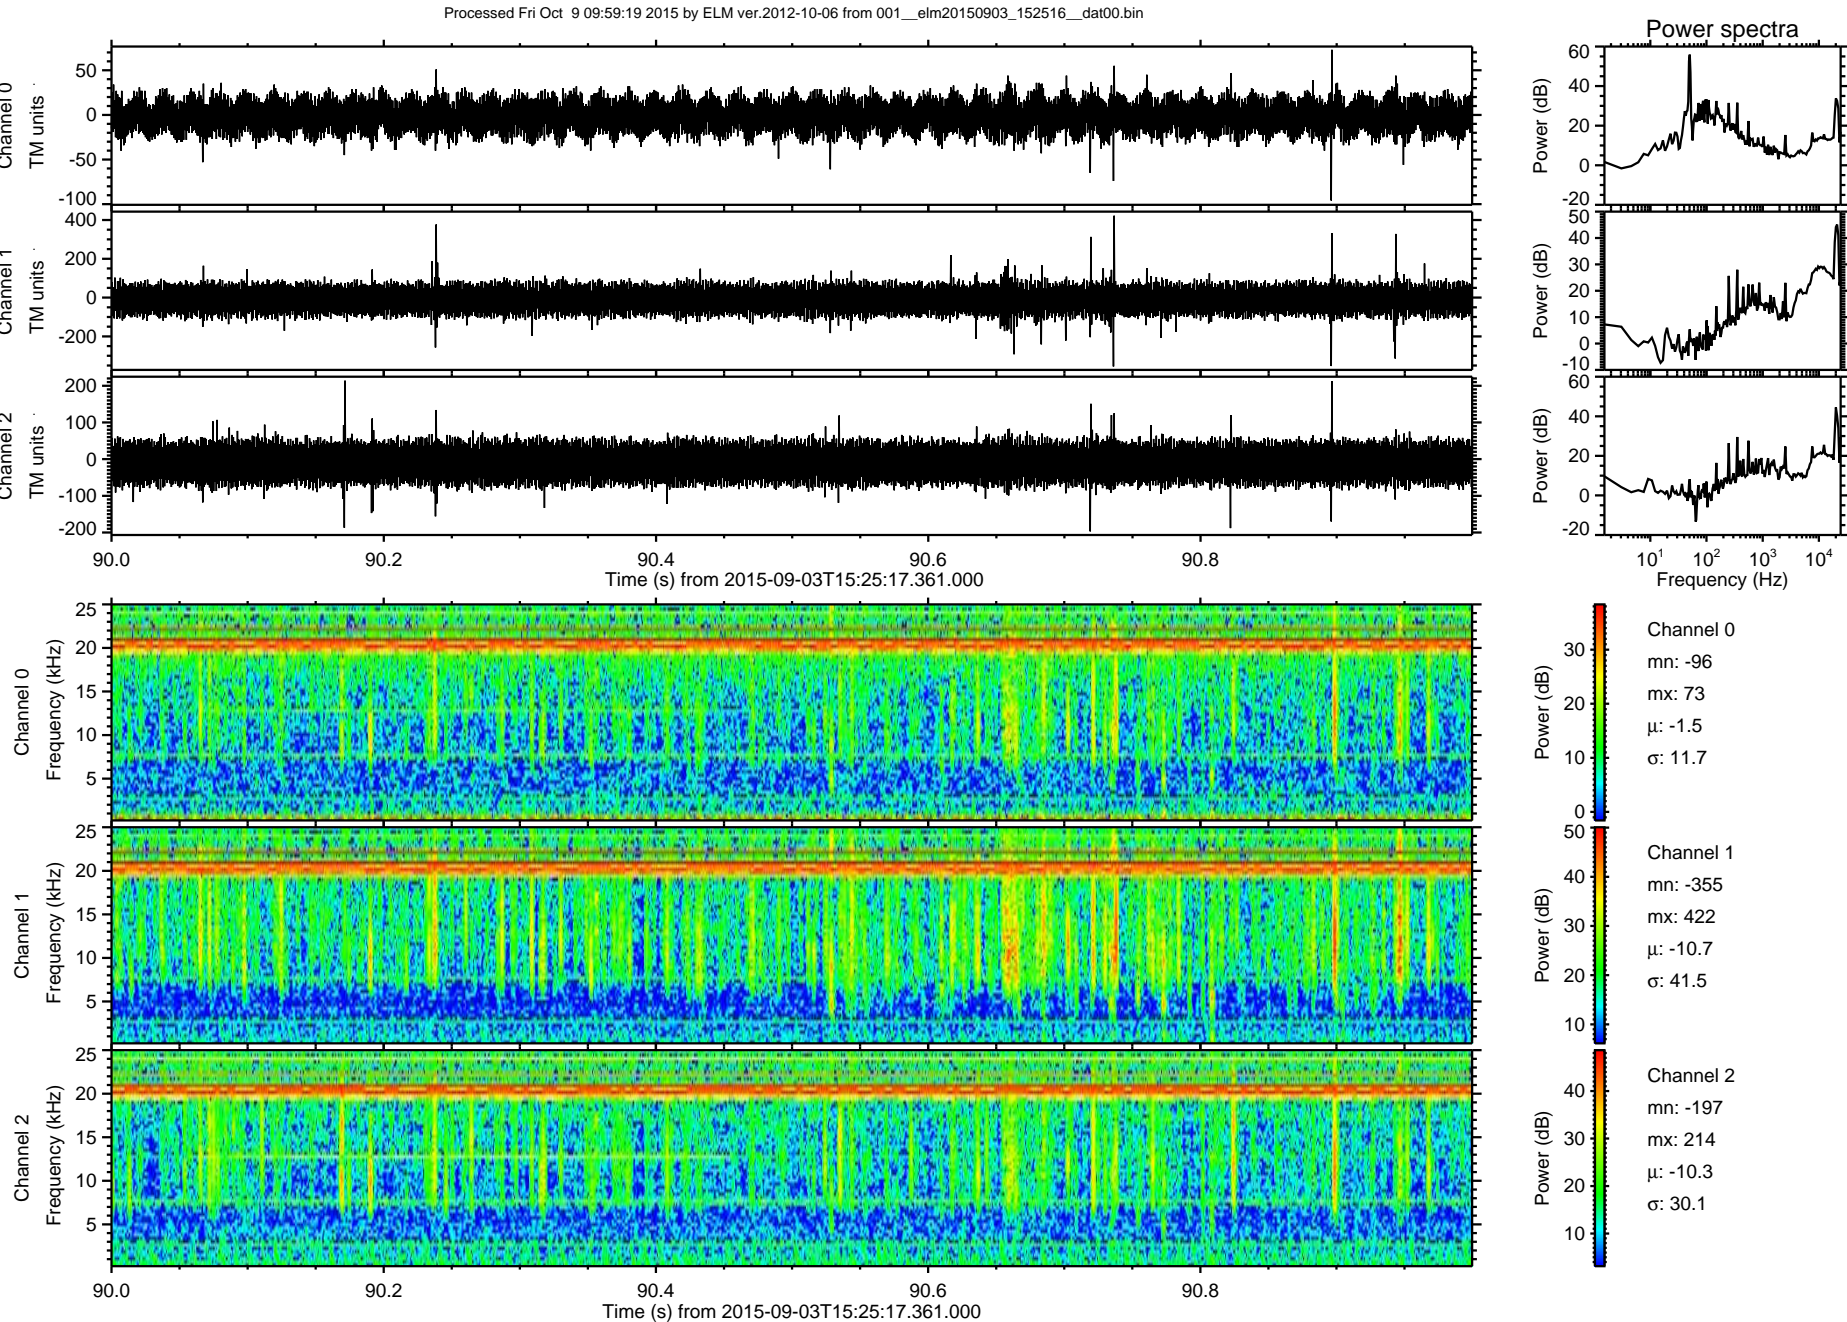 Processed Fri Oct 9 09:59:19 2015 by ELM ver.2012-10-06 from 001__elm20150903_152516__dat00.bin
Power spectra
Channel 0
TM units
50
0
-50
-100
Power (dB)
60
40
20
0
-20
Channel 1
TM units
400
200
0
-200
Power (dB)
50
40
30
20
10
0
-10
Channel 2
TM units
200
100
0
-100
-200
Power (dB)
60
40
20
0
-20
90.0 90.2 90.4 90.6 90.8
Time (s) from 2015-09-03T15:25:17.361.000
10¹ 10² 10³ 10⁴
Frequency (Hz)
Channel 0
Frequency (kHz)
25
20
15
10
5
Power (dB)
30
20
10
0
Channel 0
mn: -96
mx: 73
μ: -1.5
σ: 11.7
Channel 1
Frequency (kHz)
25
20
15
10
5
Power (dB)
50
40
30
20
10
Channel 1
mn: -355
mx: 422
μ: -10.7
σ: 41.5
Channel 2
Frequency (kHz)
25
20
15
10
5
Power (dB)
40
30
20
10
Channel 2
mn: -197
mx: 214
μ: -10.3
σ: 30.1
90.0 90.2 90.4 90.6 90.8
Time (s) from 2015-09-03T15:25:17.361.000